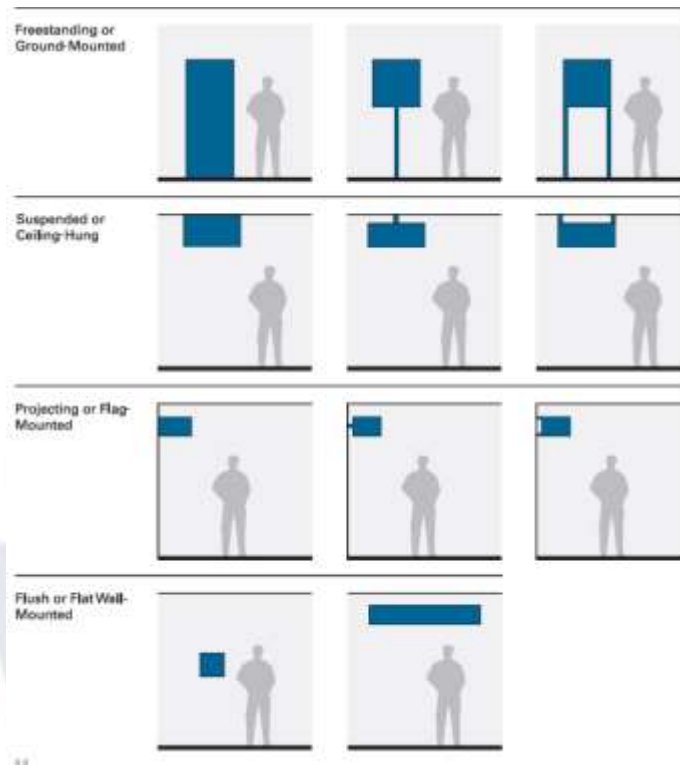 Freestanding or
Ground-Mounted
Suspended or
Ceiling-Hung
Projecting or Flag-
Mounted
Flush or Flat Wall-
Mounted